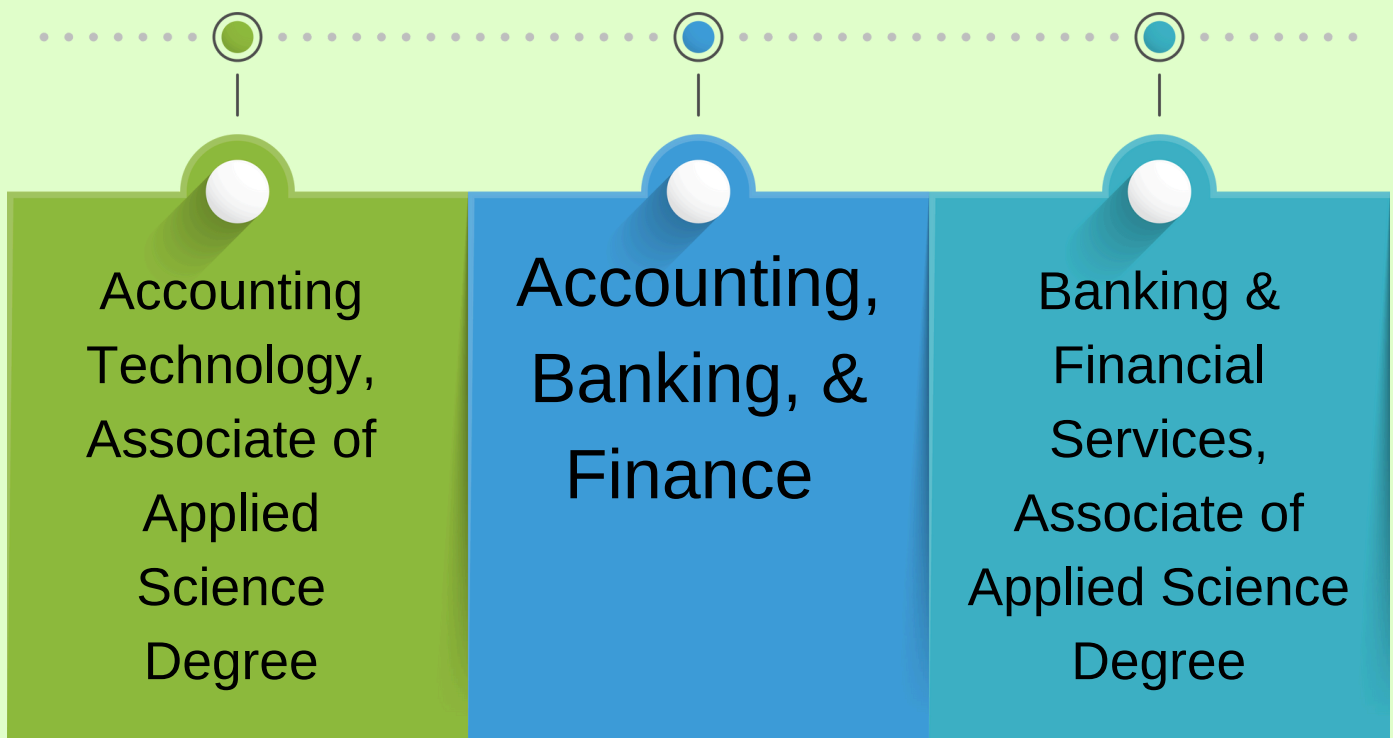 Accounting
Technology,
Associate of
Applied
Science
Degree
Accounting,
Banking, &
Finance
Banking &
Financial
Services,
Associate of
Applied Science
Degree